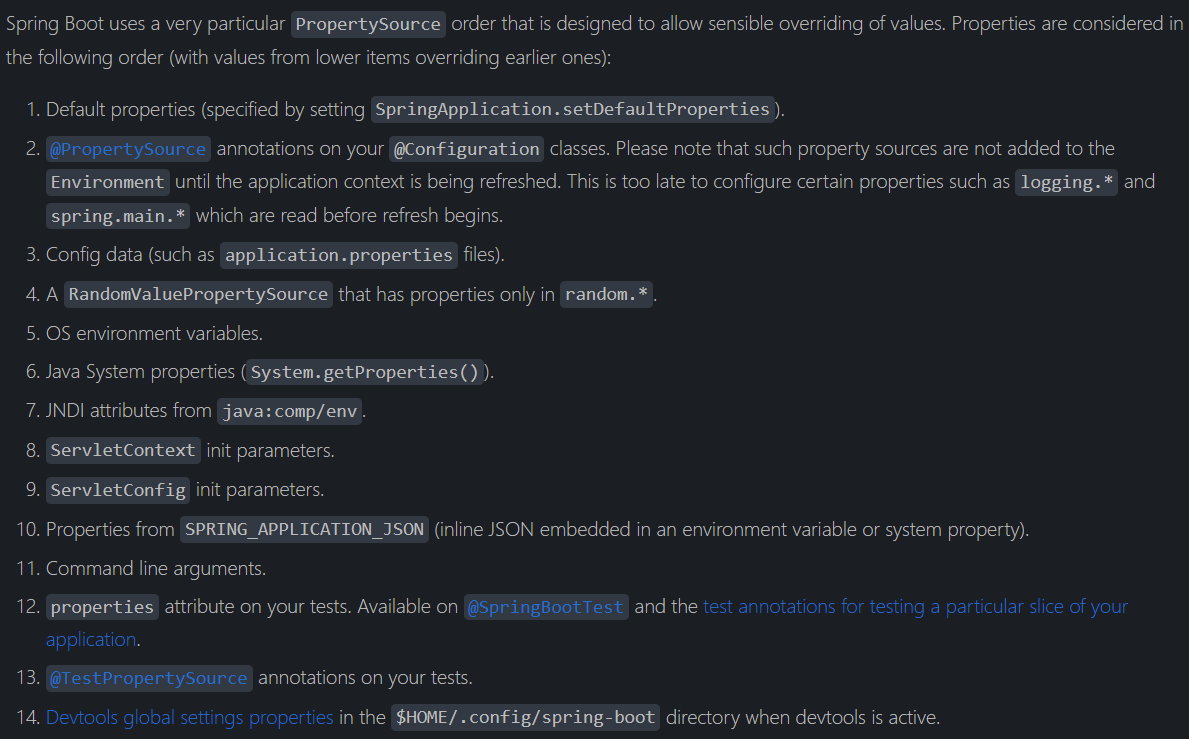 Spring Boot uses a very particular PropertySource order that is designed to allow sensible overriding of values. Properties are considered in
the following order (with values from lower items overriding earlier ones):
1. Default properties (specified by setting SpringApplication.setDefaultProperties).
2. @PropertySource annotations on your @Configuration classes. Please note that such property sources are not added to the
Environment until the application context is being refreshed. This is too late to configure certain properties such as logging.* and
spring.main.* which are read before refresh begins.
3. Config data (such as application.properties files).
4. A RandomValuePropertySource that has properties only in random.*.
5. OS environment variables.
6. Java System properties (System.getProperties()).
7. JNDI attributes from java:comp/env.
8. ServletContext init parameters.
9. ServletConfig init parameters.
10. Properties from SPRING_APPLICATION_JSON (inline JSON embedded in an environment variable or system property).
11. Command line arguments.
12. properties attribute on your tests. Available on @SpringBootTest and the test annotations for testing a particular slice of your
application.
13. @TestPropertySource annotations on your tests.
14. Devtools global settings properties in the $HOME/.config/spring-boot directory when devtools is active.